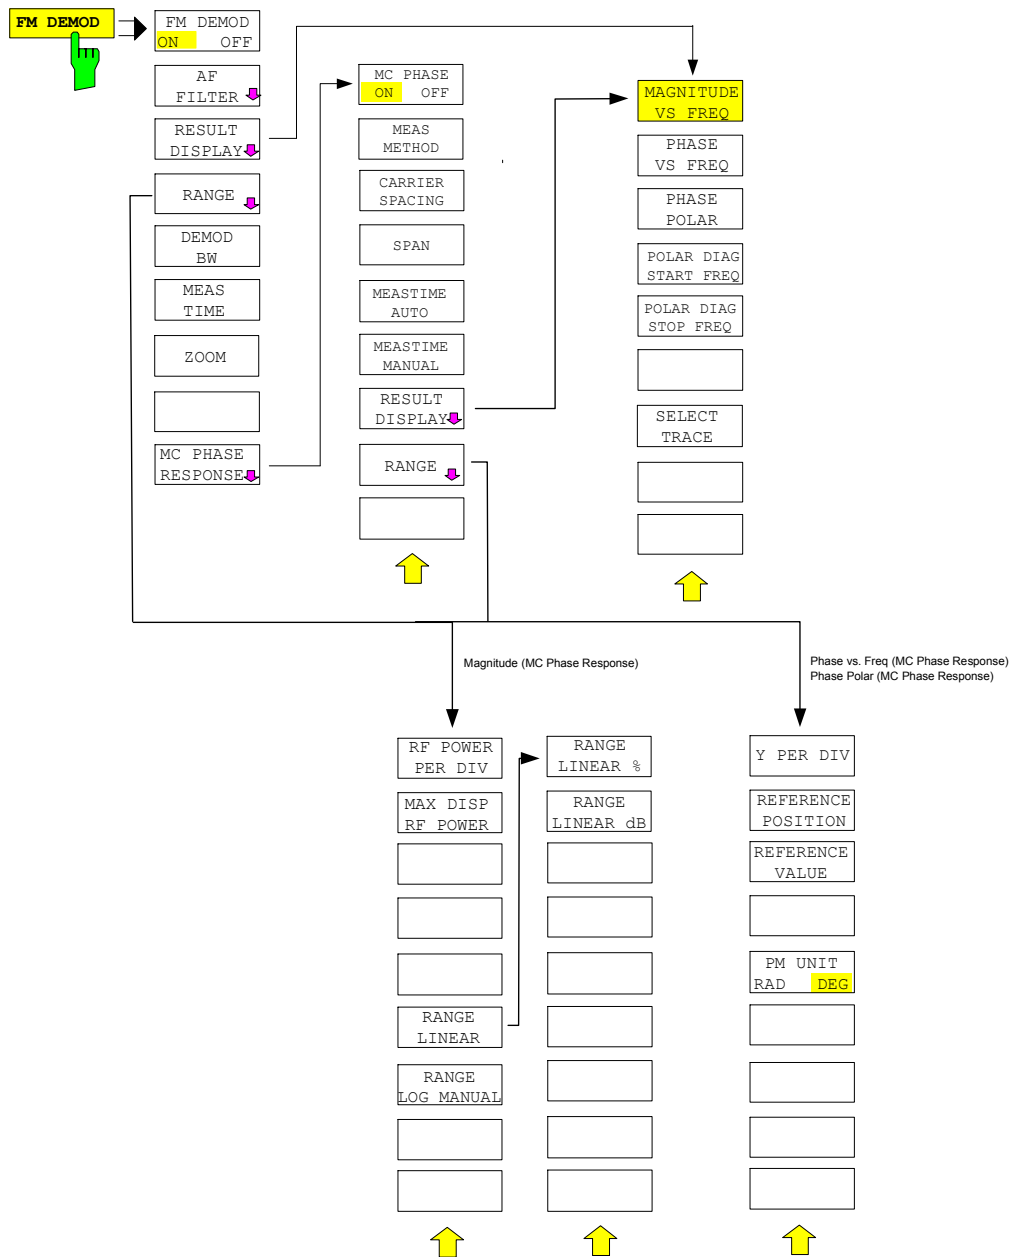 FM DEMOD
FM DEMOD
ON OFF
AF
FILTER
RESULT
DISPLAY
RANGE
DEMOD
BW
MEAS
TIME
ZOOM
MC PHASE
RESPONSE
MC PHASE
ON OFF
MEAS
METHOD
CARRIER
SPACING
SPAN
MEASTIME
AUTO
MEASTIME
MANUAL
RESULT
DISPLAY
RANGE
MAGNITUDE
VS FREQ
PHASE
VS FREQ
PHASE
POLAR
POLAR DIAG
START FREQ
POLAR DIAG
STOP FREQ
SELECT
TRACE
Magnitude (MC Phase Response)
Phase vs. Freq (MC Phase Response)
Phase Polar (MC Phase Response)
RF POWER
PER DIV
MAX DISP
RF POWER
RANGE
LINEAR
RANGE
LOG MANUAL
RANGE
LINEAR %
RANGE
LINEAR dB
Y PER DIV
REFERENCE
POSITION
REFERENCE
VALUE
PM UNIT
RAD DEG